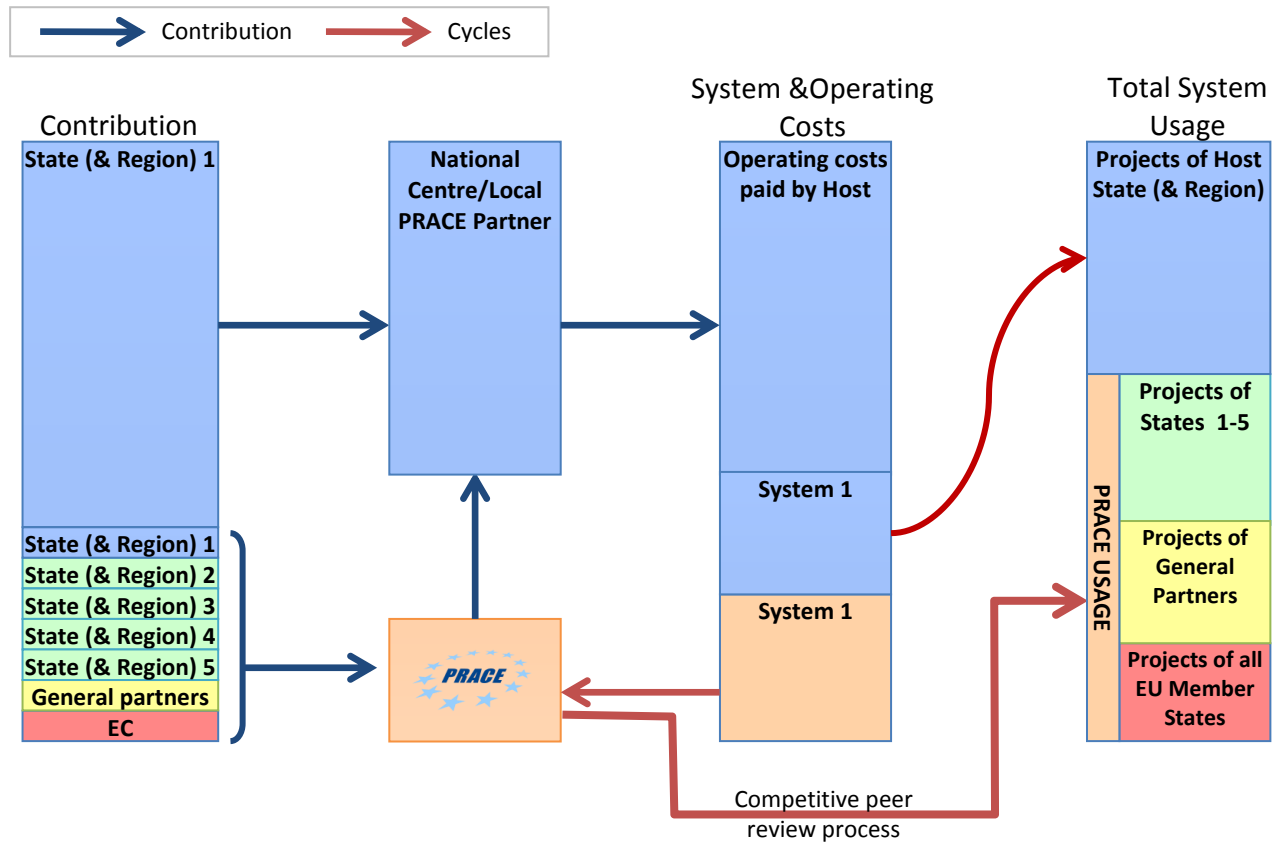 Contribution
Cycles
Contribution
State (& Region) 1
State (& Region) 1
State (& Region) 2
State (& Region) 3
State (& Region) 4
State (& Region) 5
General partners
EC
National
Centre/Local
PRACE Partner
PRACE
System &Operating
Costs
Operating costs
paid by Host
System 1
System 1
Competitive peer
review process
Total System
Usage
Projects of Host
State (& Region)
PRACE USAGE
Projects of
States 1-5
Projects of
General
Partners
Projects of all
EU Member
States